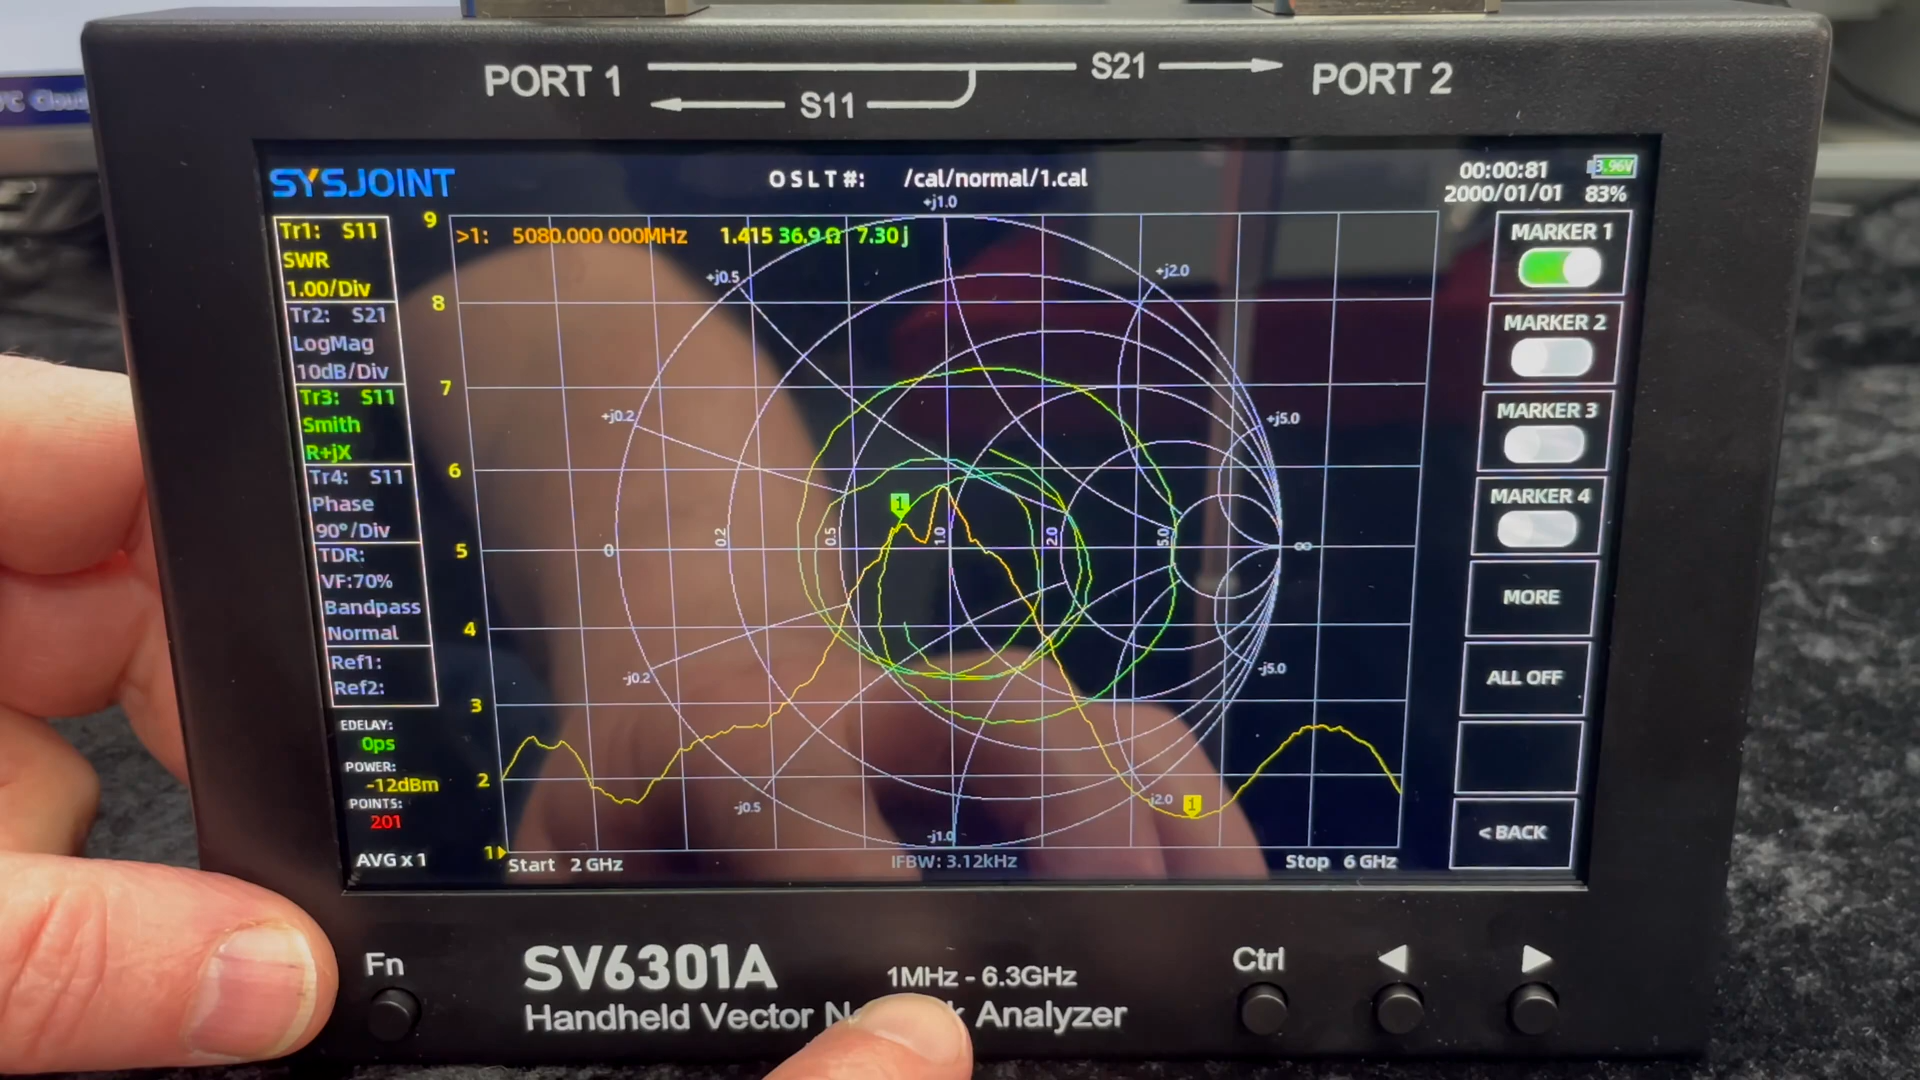 PORT 1
S21
PORT 2
S11
SYSJOINT
O S L T #: /cal/normal/1.cal
00:00:81
2000/01/01
3.96V
83%
Tr1: S11
SWR
1.00/Div
Tr2: S21
LogMag
10dB/Div
Tr3: S11
Smith
R+jX
Tr4: S11
Phase
90°/Div
TDR:
VF:70%
Bandpass
Normal
Ref1:
Ref2:
EDELAY:
0ps
POWER:
-12dBm
POINTS:
201
AVG x 1
9
8
7
6
5
4
3
2
1
>1: 5080.000 000MHz 1.415 36.9Ω 7.30j
+j1.0
+j0.5
+j2.0
+j0.2
+j5.0
1
0
0.2
0.5
1.0
2.0
5.0
∞
-j0.2
-j5.0
-j0.5
-j1.0
j2.0
1
Start 2 GHz
IFBW: 3.12kHz
Stop 6 GHz
MARKER 1
MARKER 2
MARKER 3
MARKER 4
MORE
ALL OFF
< BACK
Fn
SV6301A
1MHz - 6.3GHz
Handheld Vector N k Analyzer
Ctrl